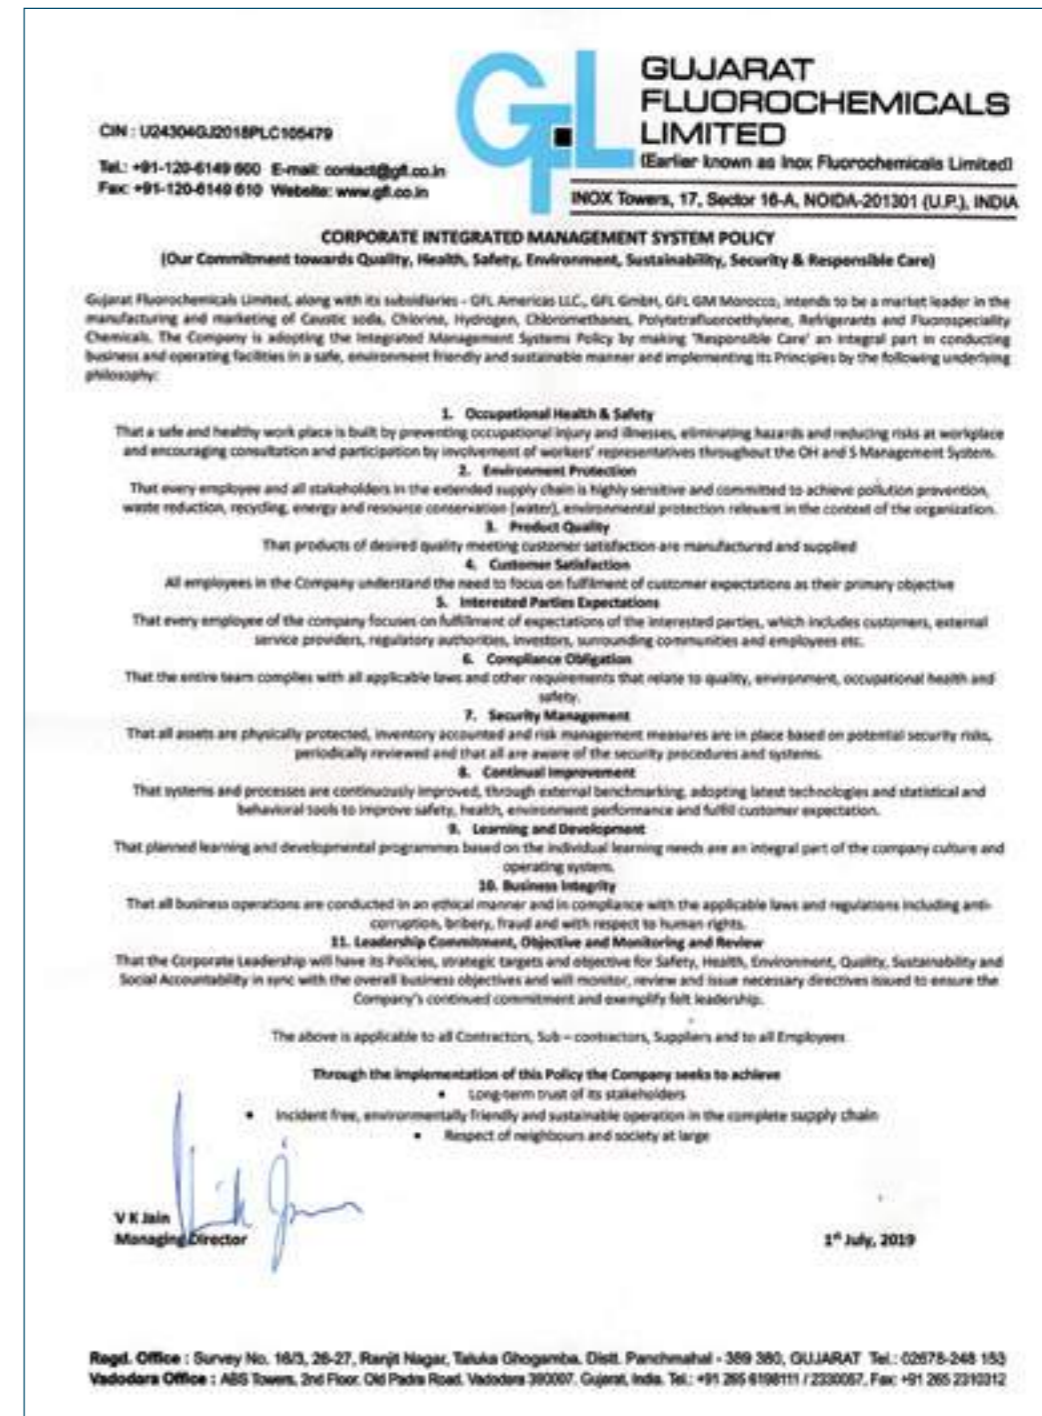 GFL
GUJARAT
FLUOROCHEMICALS
LIMITED
(Earlier known as Inox Fluorochemicals Limited)
CIN : U24304GJ2018PLC105479
Tel.: +91-120-6149 600 E-mail: contact@gfl.co.in
Fax: +91-120-6149 610 Website: www.gfl.co.in
INOX Towers, 17, Sector 16-A, NOIDA-201301 (U.P.), INDIA
CORPORATE INTEGRATED MANAGEMENT SYSTEM POLICY
(Our Commitment towards Quality, Health, Safety, Environment, Sustainability, Security & Responsible Care)
Gujarat Fluorochemicals Limited, along with its subsidiaries - GFL Americas LLC., GFL GmbH, GFL GM Morocco, intends to be a market leader in the
manufacturing and marketing of Caustic soda, Chlorine, Hydrogen, Chloromethanes, Polytetrafluoroethylene, Refrigerants and Fluorospeciality
Chemicals. The Company is adopting the Integrated Management Systems Policy by making 'Responsible Care' an integral part in conducting
business and operating facilities in a safe, environment friendly and sustainable manner and implementing its Principles by the following underlying
philosophy:
1. Occupational Health & Safety
That a safe and healthy work place is built by preventing occupational injury and illnesses, eliminating hazards and reducing risks at workplace
and encouraging consultation and participation by involvement of workers' representatives throughout the OH and S Management System.
2. Environment Protection
That every employee and all stakeholders in the extended supply chain is highly sensitive and committed to achieve pollution prevention,
waste reduction, recycling, energy and resource conservation (water), environmental protection relevant in the context of the organization.
3. Product Quality
That products of desired quality meeting customer satisfaction are manufactured and supplied
4. Customer Satisfaction
All employees in the Company understand the need to focus on fulfilment of customer expectations as their primary objective
5. Interested Parties Expectations
That every employee of the company focuses on fulfillment of expectations of the interested parties, which includes customers, external
service providers, regulatory authorities, investors, surrounding communities and employees etc.
6. Compliance Obligation
That the entire team complies with all applicable laws and other requirements that relate to quality, environment, occupational health and
safety.
7. Security Management
That all assets are physically protected, inventory accounted and risk management measures are in place based on potential security risks,
periodically reviewed and that all are aware of the security procedures and systems.
8. Continual Improvement
That systems and processes are continuously improved, through external benchmarking, adopting latest technologies and statistical and
behavioral tools to improve safety, health, environment performance and fulfill customer expectation.
9. Learning and Development
That planned learning and developmental programmes based on the individual learning needs are an integral part of the company culture and
operating system.
10. Business Integrity
That all business operations are conducted in an ethical manner and in compliance with the applicable laws and regulations including anti-
corruption, bribery, fraud and with respect to human rights.
11. Leadership Commitment, Objective and Monitoring and Review
That the Corporate Leadership will have its Policies, strategic targets and objective for Safety, Health, Environment, Quality, Sustainability and
Social Accountability in sync with the overall business objectives and will monitor, review and issue necessary directives issued to ensure the
Company's continued commitment and exemplify felt leadership.
The above is applicable to all Contractors, Sub – contractors, Suppliers and to all Employees
Through the implementation of this Policy the Company seeks to achieve
• Long-term trust of its stakeholders
• Incident free, environmentally friendly and sustainable operation in the complete supply chain
• Respect of neighbours and society at large
V K Jain
Managing Director
1st July, 2019
Regd. Office : Survey No. 16/3, 26-27, Ranjit Nagar, Taluka Ghogamba. Distt. Panchmahal - 389 380, GUJARAT Tel.: 02678-248 153
Vadodara Office : ABS Towers, 2nd Floor. Old Padra Road. Vadodara 390007. Gujarat, India. Tel.: +91 265 6198111 / 2330057, Fax: +91 265 2310312